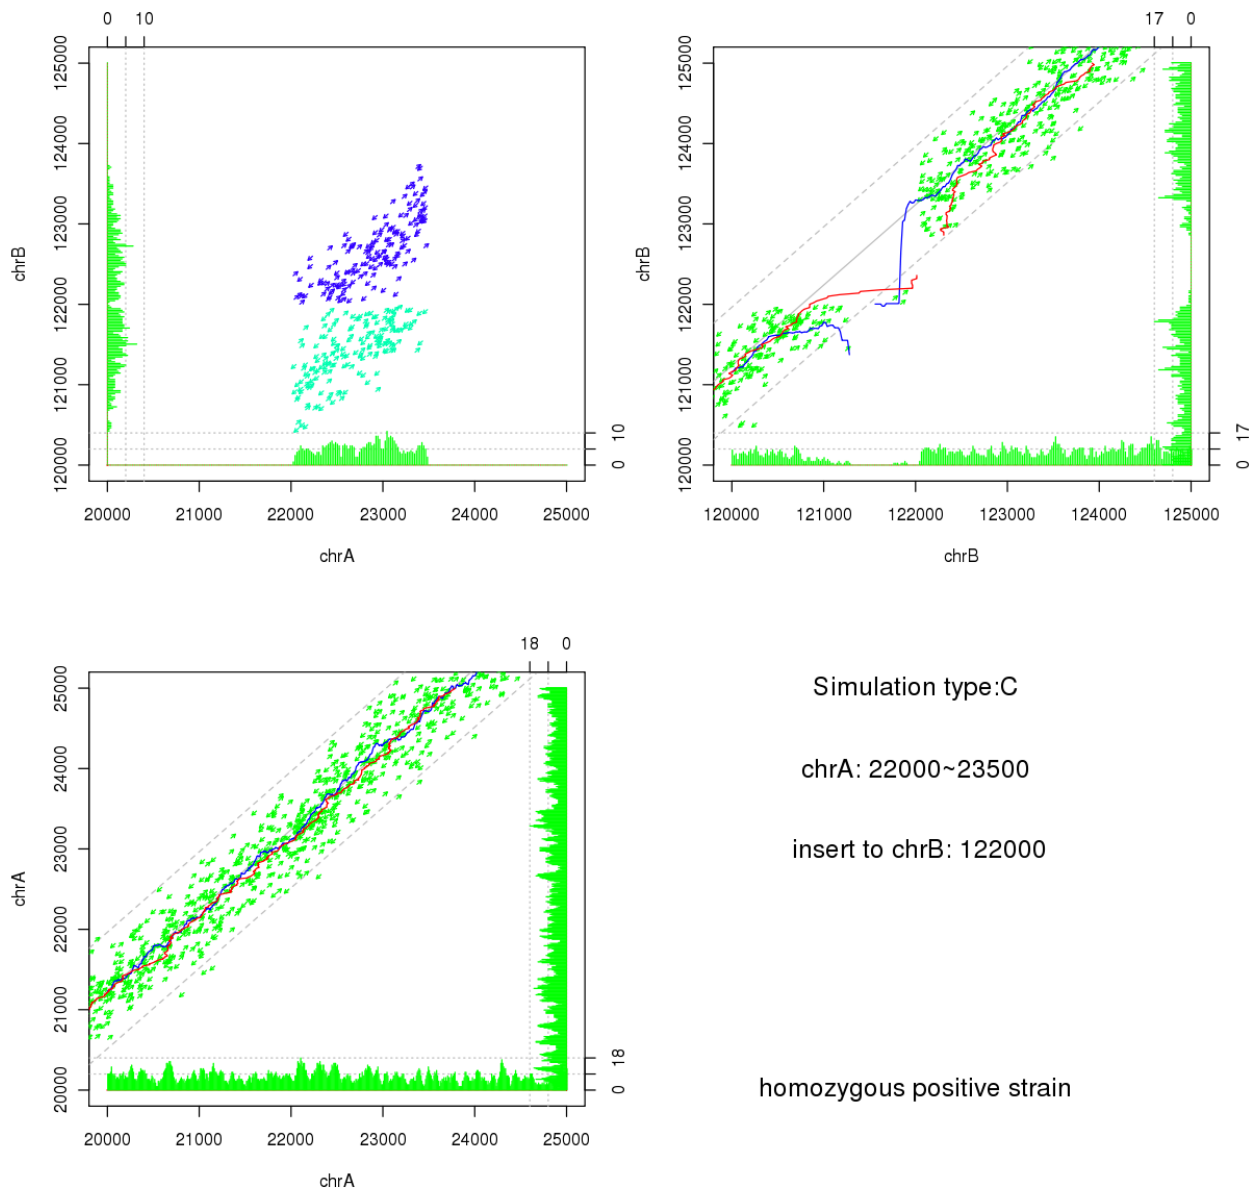 0 10
125000
124000
123000
122000
121000
120000
chrB
10
0
20000 21000 22000 23000 24000 25000
chrA
17 0
125000
124000
123000
122000
121000
120000
chrB
17
0
120000 121000 122000 123000 124000 125000
chrB
18 0
25000
24000
23000
22000
21000
20000
chrA
18
0
20000 21000 22000 23000 24000 25000
chrA
Simulation type:C
chrA: 22000~23500
insert to chrB: 122000
homozygous positive strain